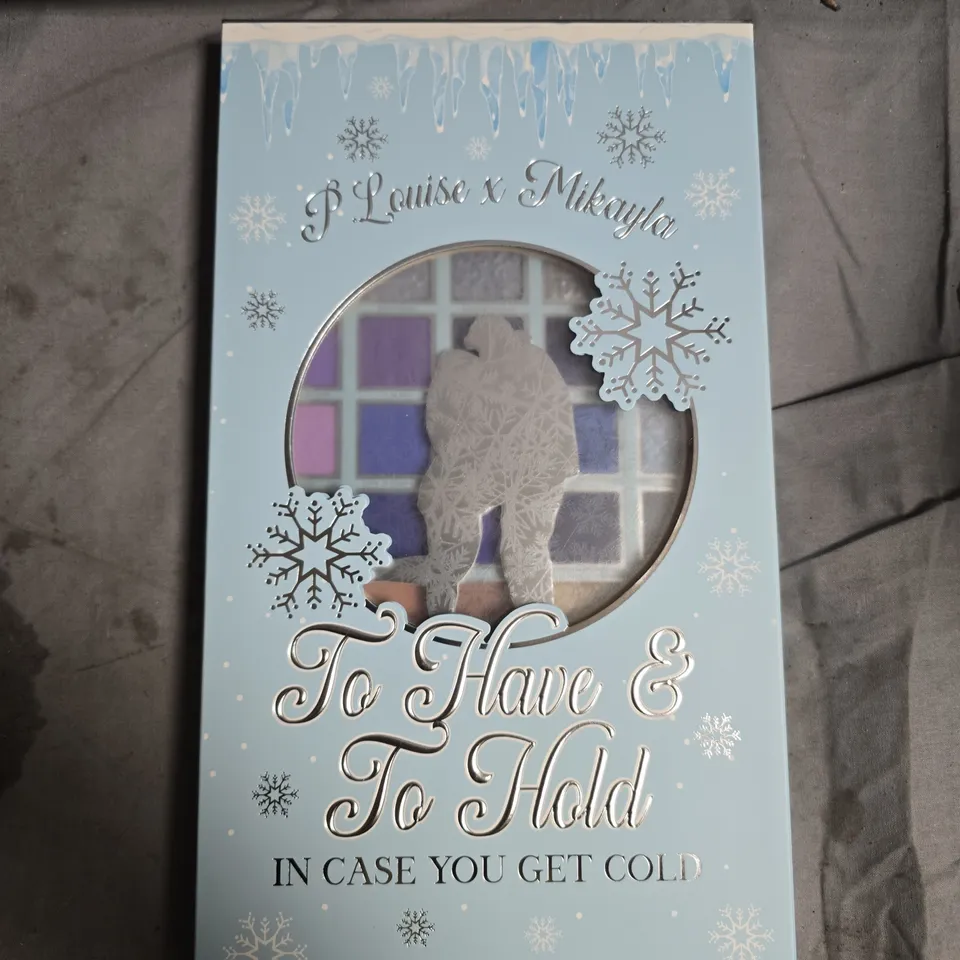 P Louise x Mikayla
To Have &
To Hold
IN CASE YOU GET COLD